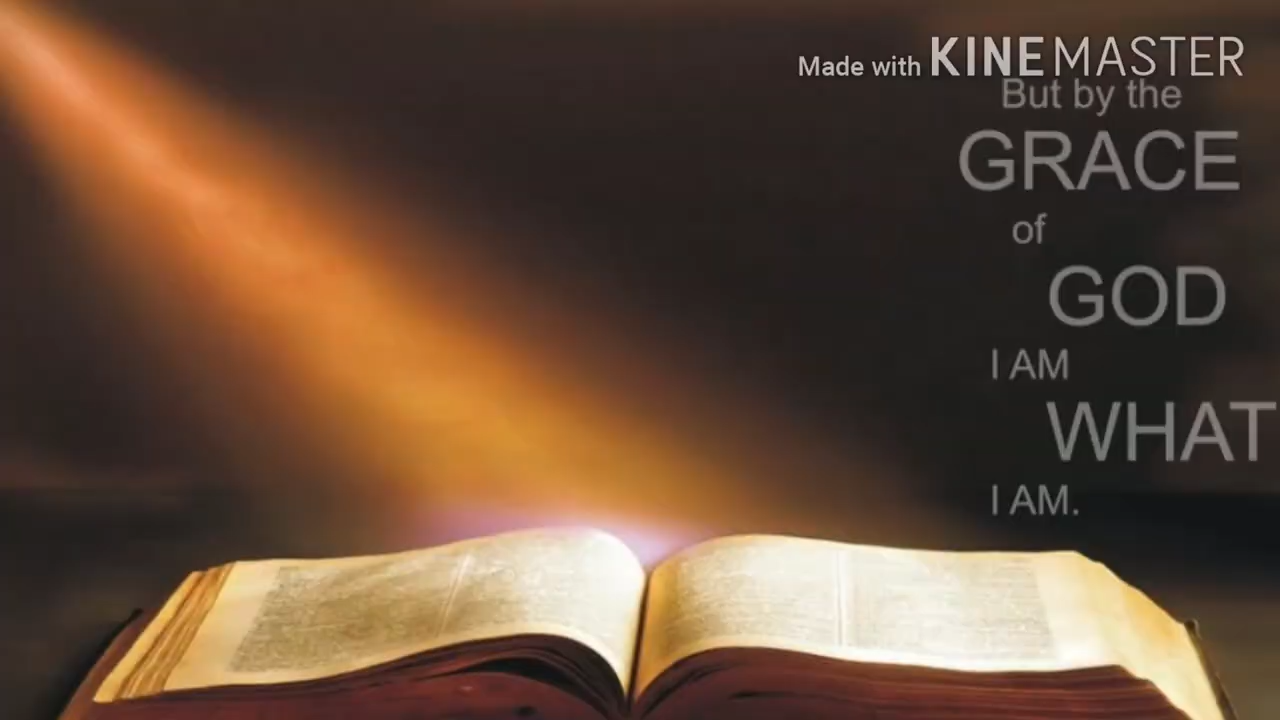 Made with KINEMASTER
But by the
GRACE
of
GOD
I AM
WHAT
I AM.